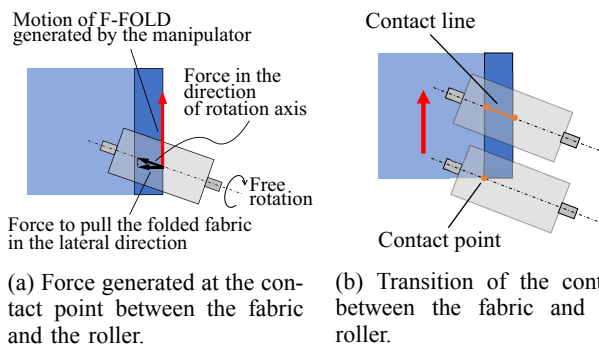 Motion of F-FOLD
generated by the manipulator
Force in the
direction
of rotation axis
Free
rotation
Force to pull the folded fabric
in the lateral direction
(a) Force generated at the con-
tact point between the fabric
and the roller.
Contact line
Contact point
(b) Transition of the
between the fabric and
roller.